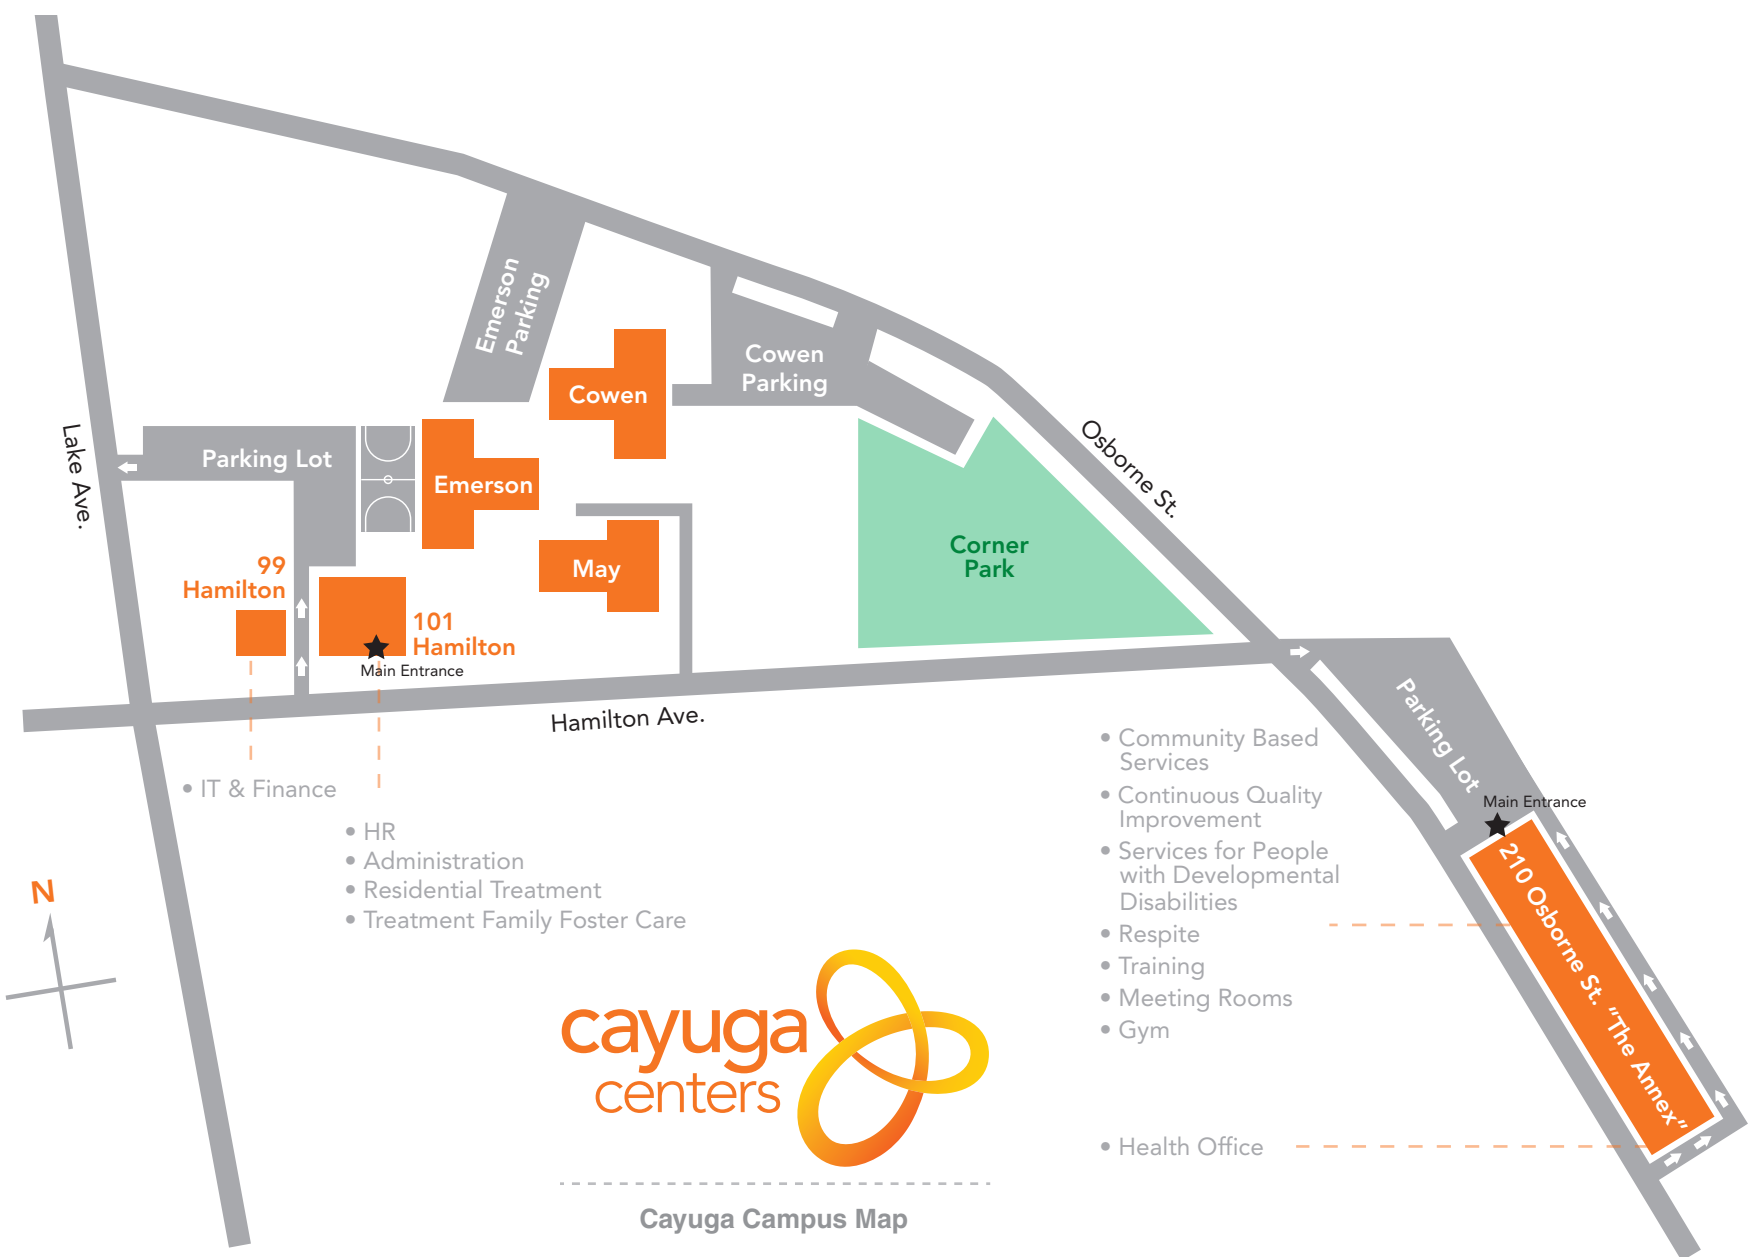 Emerson
Parking
Cowen
Parking
Cowen
Lake Ave.
Parking Lot
Emerson
Osborne St.
Corner
Park
May
99
Hamilton
101
Hamilton
Main Entrance
Hamilton Ave.
Parking Lot
Main Entrance
210 Osborne St. "The Annex"
• IT & Finance
• HR
• Administration
• Residential Treatment
• Treatment Family Foster Care
• Community Based
Services
• Continuous Quality
Improvement
• Services for People
with Developmental
Disabilities
• Respite
• Training
• Meeting Rooms
• Gym
• Health Office
N
cayuga
centers
Cayuga Campus Map